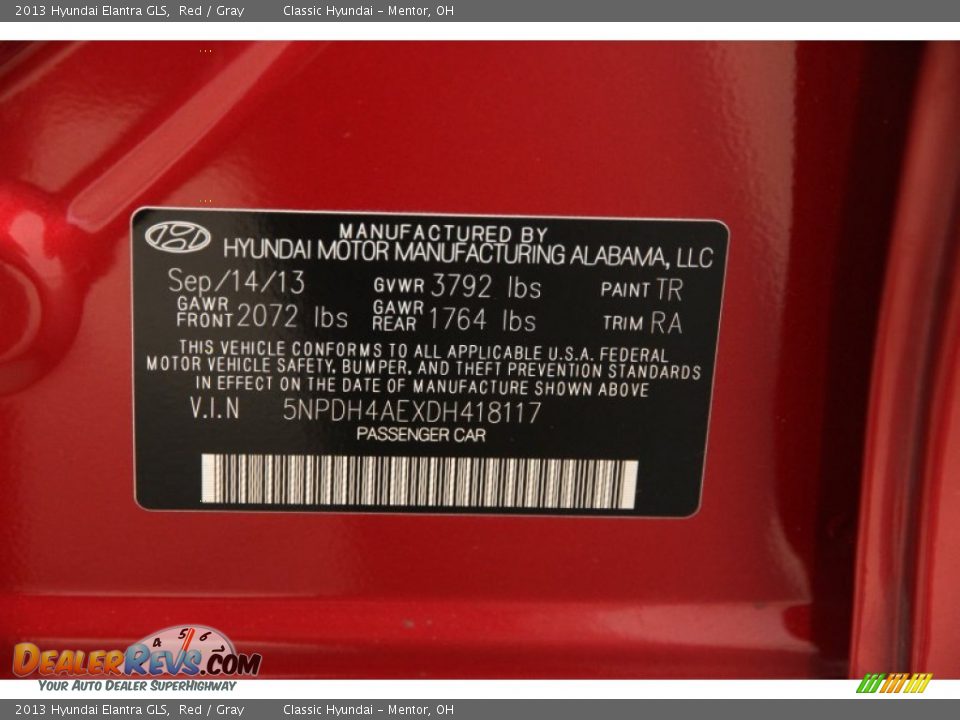 2013 Hyundai Elantra GLS, Red / Gray Classic Hyundai – Mentor, OH
MANUFACTURED BY
HYUNDAI MOTOR MANUFACTURING ALABAMA, LLC
Sep/14/13 GVWR 3792 lbs PAINT TR
GAWR FRONT 2072 lbs GAWR REAR 1764 lbs TRIM RA
THIS VEHICLE CONFORMS TO ALL APPLICABLE U.S.A. FEDERAL
MOTOR VEHICLE SAFETY, BUMPER, AND THEFT PREVENTION STANDARDS
IN EFFECT ON THE DATE OF MANUFACTURE SHOWN ABOVE
V.I.N 5NPDH4AEXDH418117
PASSENGER CAR
4 5 6
DEALERREVS.COM
YOUR AUTO DEALER SUPERHIGHWAY
2013 Hyundai Elantra GLS, Red / Gray Classic Hyundai – Mentor, OH